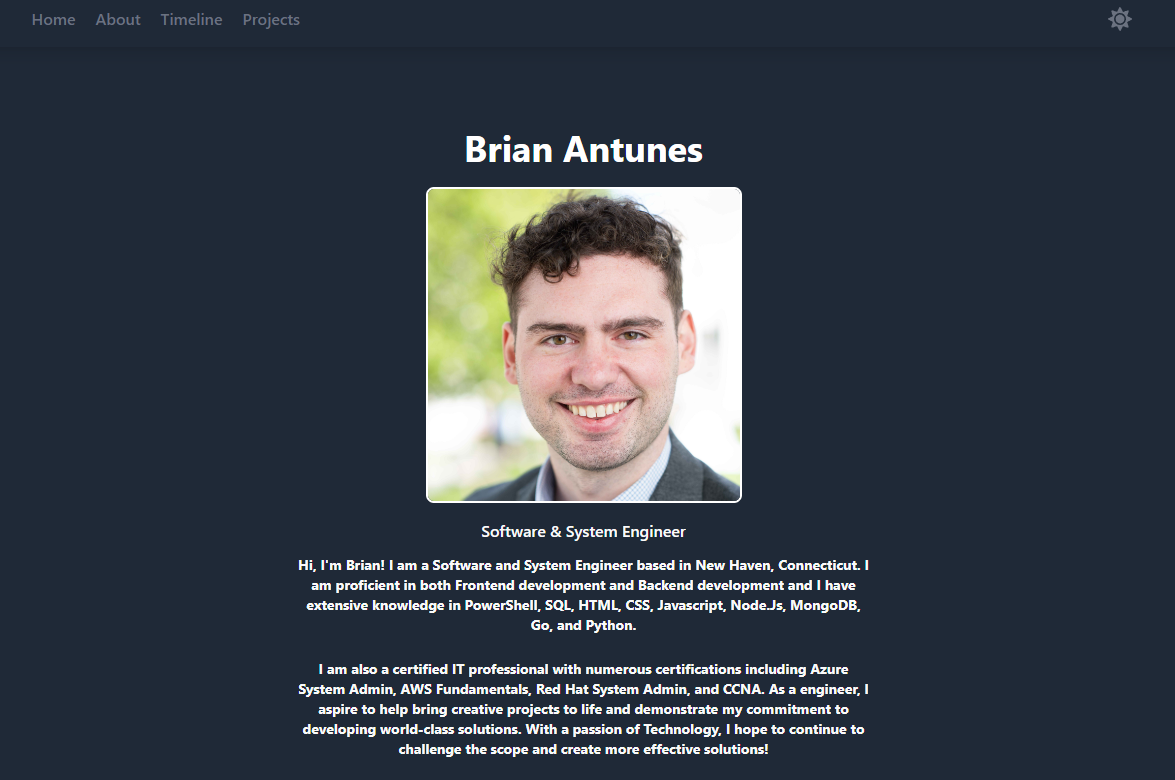 Home About Timeline Projects
Brian Antunes
Software & System Engineer
Hi, I'm Brian! I am a Software and System Engineer based in New Haven, Connecticut. I
am proficient in both Frontend development and Backend development and I have
extensive knowledge in PowerShell, SQL, HTML, CSS, Javascript, Node.Js, MongoDB,
Go, and Python.
I am also a certified IT professional with numerous certifications including Azure
System Admin, AWS Fundamentals, Red Hat System Admin, and CCNA. As a engineer, I
aspire to help bring creative projects to life and demonstrate my commitment to
developing world-class solutions. With a passion of Technology, I hope to continue to
challenge the scope and create more effective solutions!